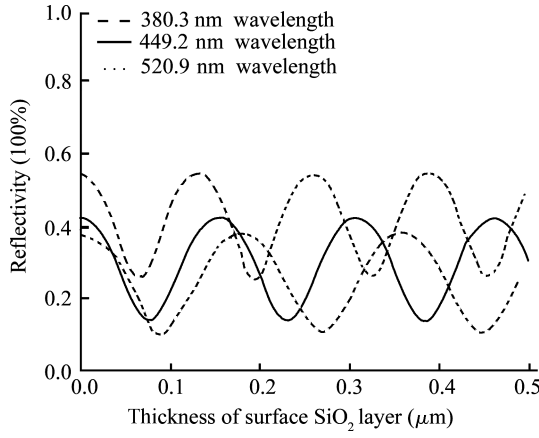 380.3 nm wavelength
449.2 nm wavelength
520.9 nm wavelength
Reflectivity (100%)
1.0
0.8
0.6
0.4
0.2
0.0
0.0 0.1 0.2 0.3 0.4 0.5
Thickness of surface SiO₂ layer (μm)